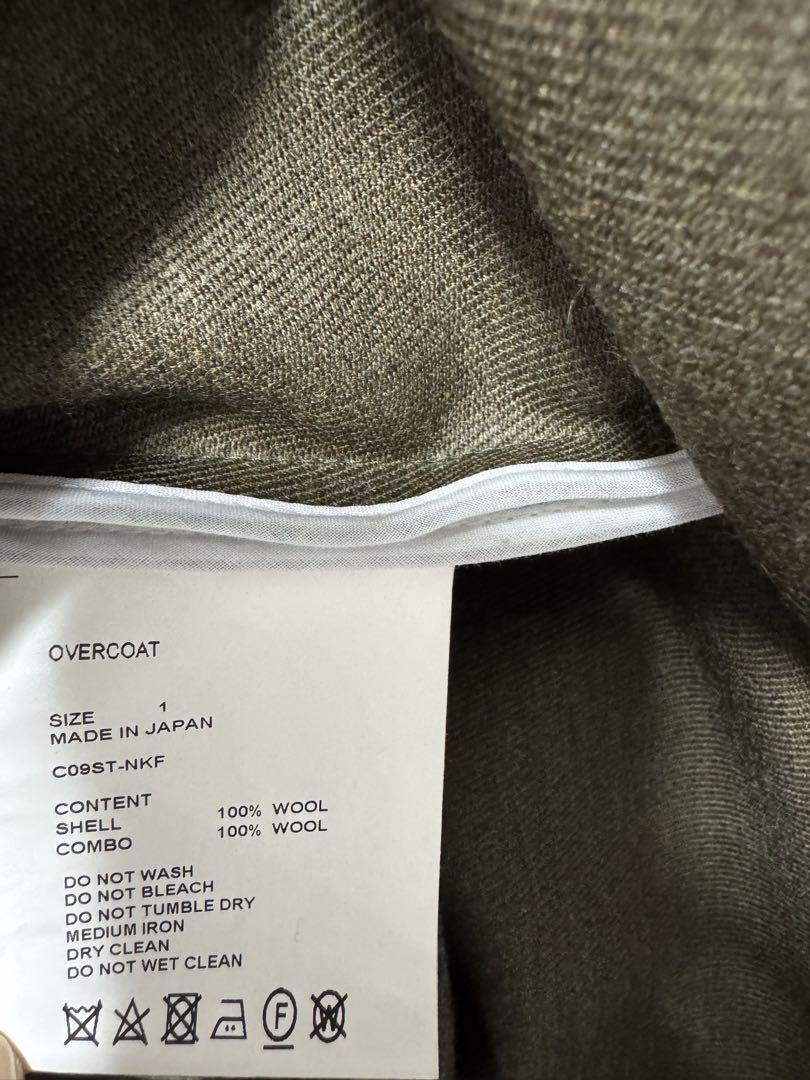 OVERCOAT
SIZE 1
MADE IN JAPAN
C09ST-NKF
CONTENT
SHELL 100% WOOL
COMBO 100% WOOL
DO NOT WASH
DO NOT BLEACH
DO NOT TUMBLE DRY
MEDIUM IRON
DRY CLEAN
DO NOT WET CLEAN
F W